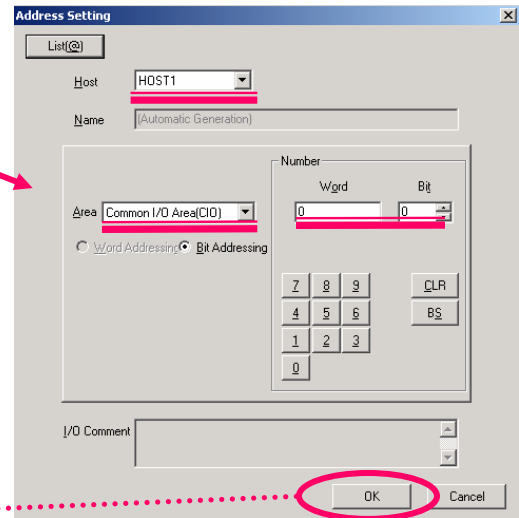 Address Setting
List(@)
Host HOST1
Name (Automatic Generation)
Number
Word Bit
Area Common I/O Area(CIO) 0 0
Word Addressing Bit Addressing
7 8 9 CLR
4 5 6 BS
1 2 3
0
I/O Comment
OK Cancel